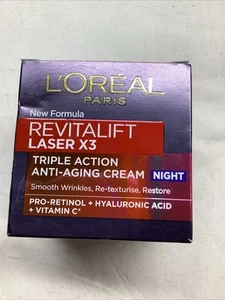 L'ORÉAL
PARIS
New Formula
REVITALIFT
LASER X3
TRIPLE ACTION
ANTI-AGING CREAM NIGHT
Smooth Wrinkles, Re-texturise, Restore
PRO-RETINOL + HYALURONIC ACID
+ VITAMIN C*